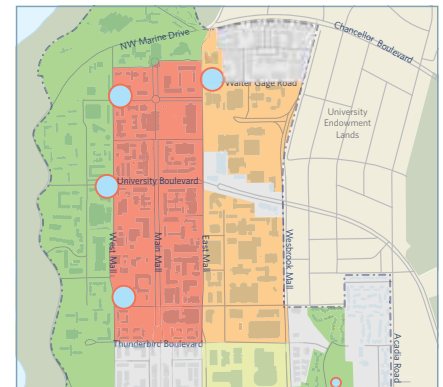 NW Marine Drive
Chancellor Boulevard
Walter Gage Road
University
Endowment
Lands
University Boulevard
West Mall
Main Mall
East Mall
Wesbrook Mall
Thunderbird Boulevard
Acadia Road